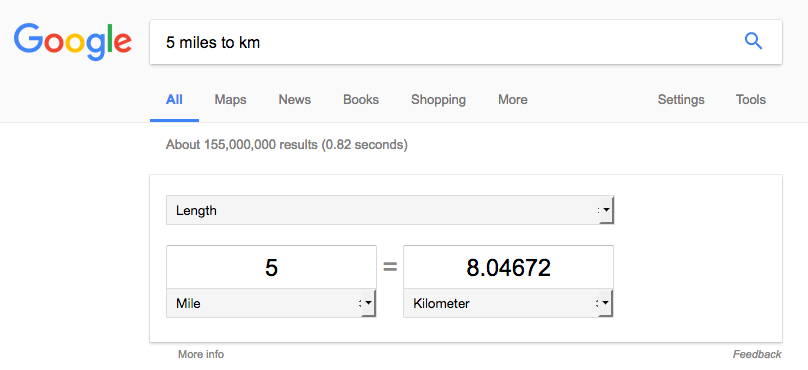 Google 5 miles to km
All Maps News Books Shopping More Settings Tools
About 155,000,000 results (0.82 seconds)
Length
5 = 8.04672
Mile Kilometer
More info Feedback